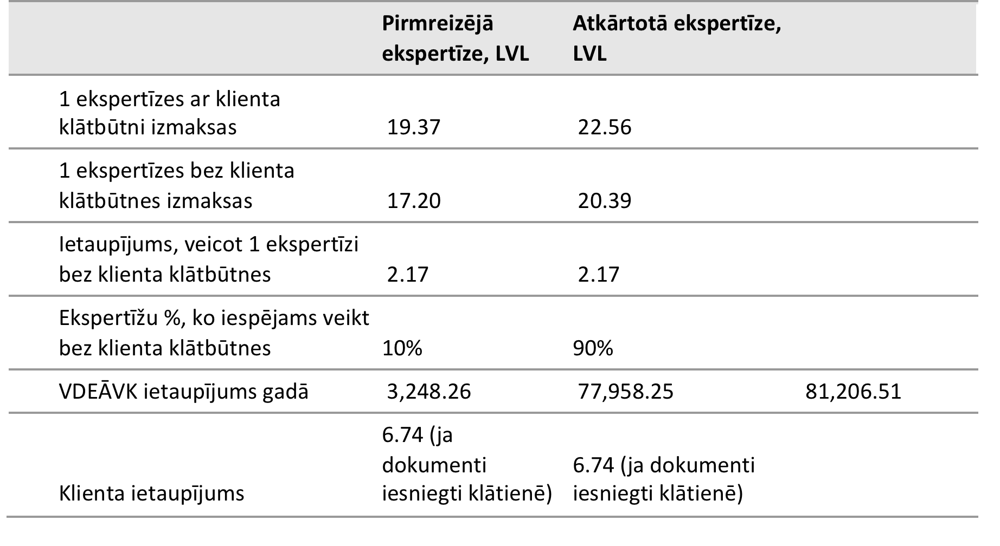 Pirmreizējā
ekspertīze, LVL
Atkārtotā ekspertīze,
LVL
1 ekspertīzes ar klienta
klātbūtni izmaksas
19.37
22.56
1 ekspertīzes bez klienta
klātbūtnes izmaksas
17.20
20.39
Ietaupījums, veicot 1 ekspertīzi
bez klienta klātbūtnes
2.17
2.17
Ekspertīžu %, ko iespējams veikt
bez klienta klātbūtnes
10%
90%
VDEĀVK ietaupījums gadā
3,248.26
77,958.25
81,206.51
Klienta ietaupījums
6.74 (ja
dokumenti
iesniegti klātienē)
6.74 (ja dokumenti
iesniegti klātienē)